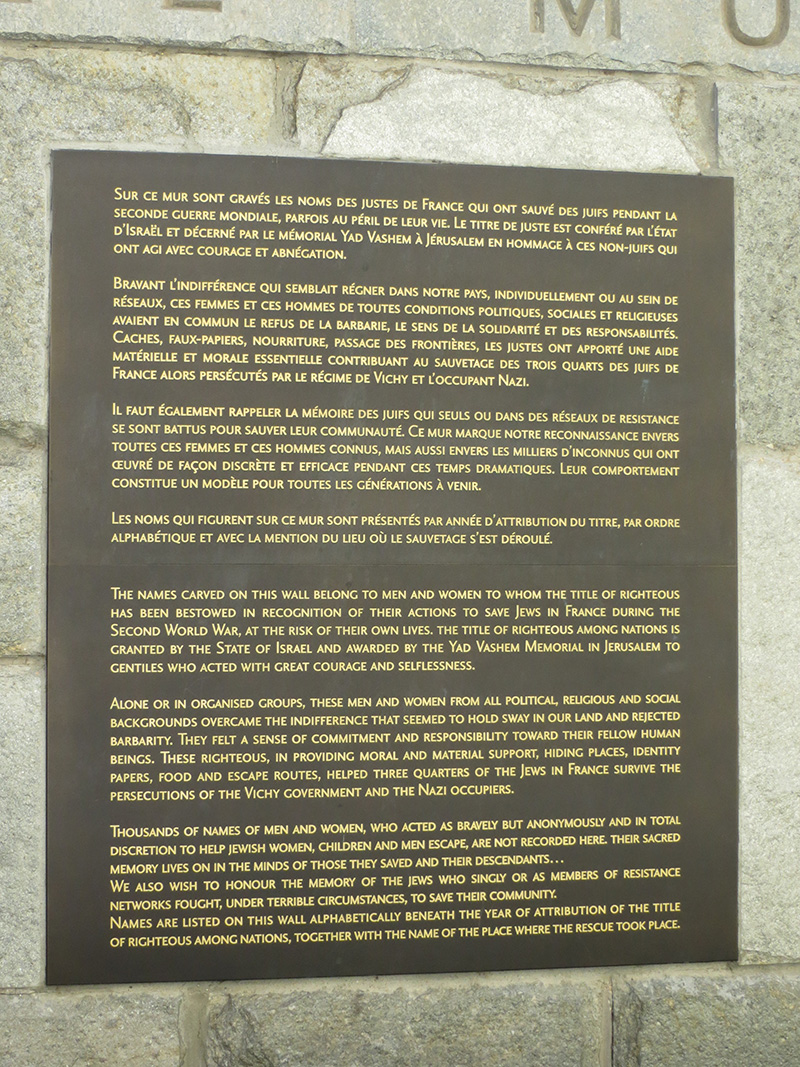 M
MU
Sur ce mur sont gravés les noms des justes de France qui ont sauvé des juifs pendant la
seconde guerre mondiale, parfois au péril de leur vie. Le titre de juste est conféré par l'état
d'Israël et décerné par le mémorial Yad Vashem à Jérusalem en hommage à ces non-juifs qui
ont agi avec courage et abnégation.
Bravant l'indifférence qui semblait régner dans notre pays, individuellement ou au sein de
réseaux, ces femmes et ces hommes de toutes conditions politiques, sociales et religieuses
avaient en commun le refus de la barbarie, le sens de la solidarité et des responsabilités.
Caches, faux-papiers, nourriture, passage des frontières, les justes ont apporté une aide
matérielle et morale essentielle contribuant au sauvetage des trois quarts des juifs de
France alors persécutés par le régime de Vichy et l'occupant Nazi.
Il faut également rappeler la mémoire des juifs qui seuls ou dans des réseaux de resistance
se sont battus pour sauver leur communauté. Ce mur marque notre reconnaissance envers
toutes ces femmes et ces hommes connus, mais aussi envers les milliers d'inconnus qui ont
œuvré de façon discrète et efficace pendant ces temps dramatiques. Leur comportement
constitue un modèle pour toutes les générations à venir.
Les noms qui figurent sur ce mur sont présentés par année d'attribution du titre, par ordre
alphabétique et avec la mention du lieu où le sauvetage s'est déroulé.
The names carved on this wall belong to men and women to whom the title of righteous
has been bestowed in recognition of their actions to save Jews in France during the
Second World War, at the risk of their own lives. the title of righteous among nations is
granted by the State of Israel and awarded by the Yad Vashem Memorial in Jerusalem to
gentiles who acted with great courage and selflessness.
Alone or in organised groups, these men and women from all political, religious and social
backgrounds overcame the indifference that seemed to hold sway in our land and rejected
barbarity. They felt a sense of commitment and responsibility toward their fellow human
beings. These righteous, in providing moral and material support, hiding places, identity
papers, food and escape routes, helped three quarters of the Jews in France survive the
persecutions of the Vichy government and the Nazi occupiers.
Thousands of names of men and women, who acted as bravely but anonymously and in total
discretion to help jewish women, children and men escape, are not recorded here. their sacred
memory lives on in the minds of those they saved and their descendants...
We also wish to honour the memory of the jews who singly or as members of resistance
networks fought, under terrible circumstances, to save their community.
Names are listed on this wall alphabetically beneath the year of attribution of the title
of righteous among nations, together with the name of the place where the rescue took place.